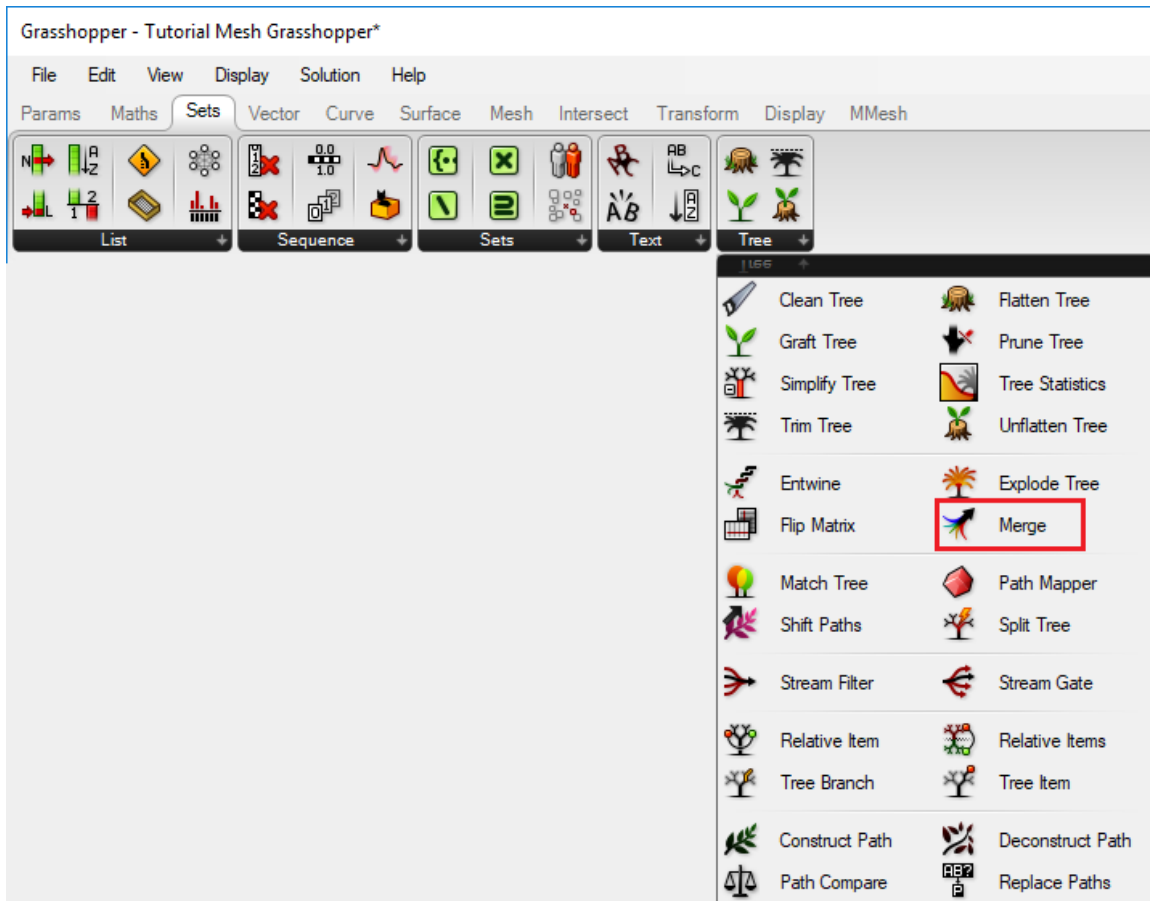 Grasshopper - Tutorial Mesh Grasshopper*
File Edit View Display Solution Help
Params Maths Sets Vector Curve Surface Mesh Intersect Transform Display MMesh
List Sequence Sets Text Tree
Tree
Clean Tree Flatten Tree
Graft Tree Prune Tree
Simplify Tree Tree Statistics
Trim Tree Unflatten Tree
Entwine Explode Tree
Flip Matrix Merge
Match Tree Path Mapper
Shift Paths Split Tree
Stream Filter Stream Gate
Relative Item Relative Items
Tree Branch Tree Item
Construct Path Deconstruct Path
Path Compare Replace Paths